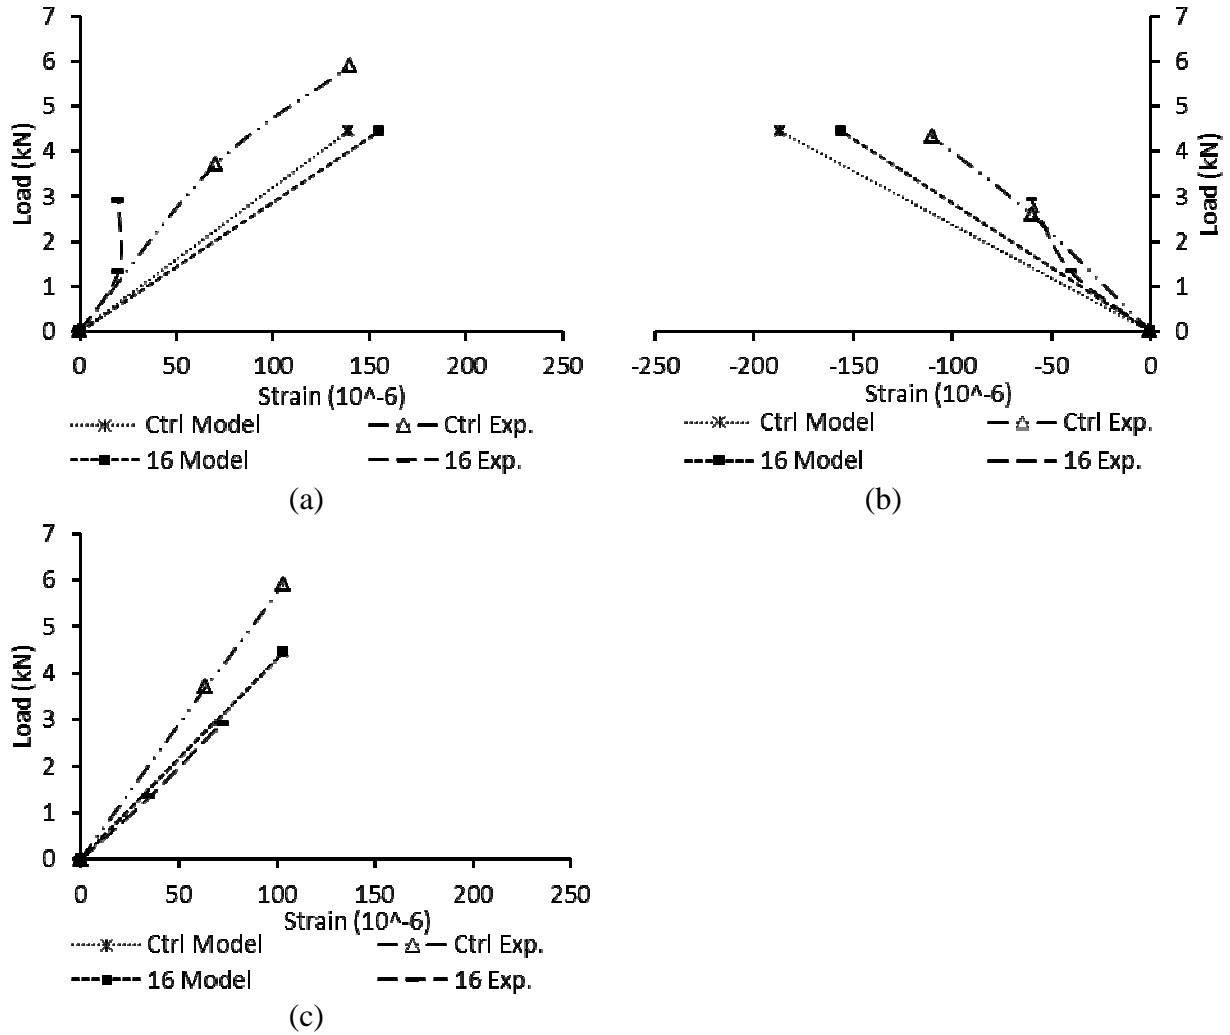 7
6
5
4
3
2
1
0
Load (kN)
0 50 100 150 200 250
Strain (10^-6)
Ctrl Model Ctrl Exp.
16 Model 16 Exp.
(a)
7
6
5
4
3
2
1
0
Load (kN)
-250 -200 -150 -100 -50 0
Strain (10^-6)
Ctrl Model Ctrl Exp.
16 Model 16 Exp.
(b)
7
6
5
4
3
2
1
0
Load (kN)
0 50 100 150 200 250
Strain (10^-6)
Ctrl Model Ctrl Exp.
16 Model 16 Exp.
(c)